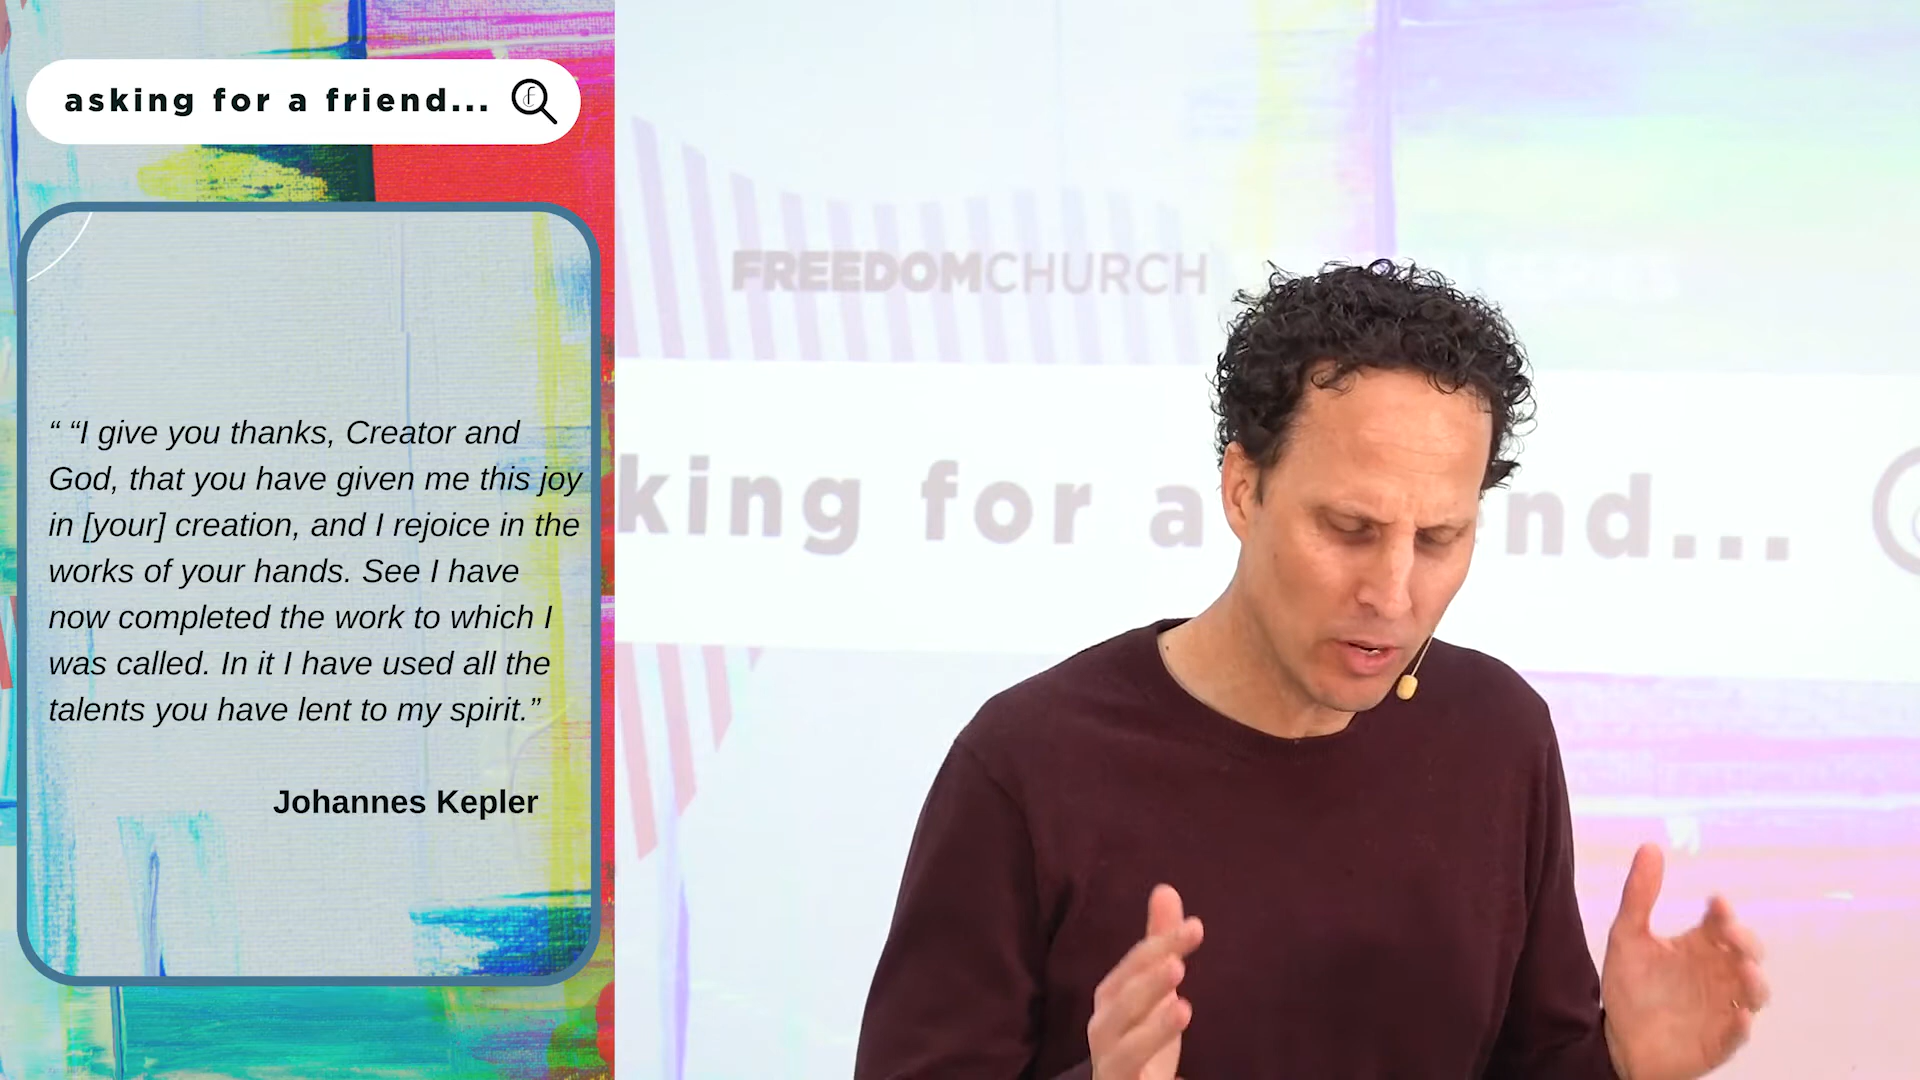 asking for a friend...
“ “I give you thanks, Creator and
God, that you have given me this joy
in [your] creation, and I rejoice in the
works of your hands. See I have
now completed the work to which I
was called. In it I have used all the
talents you have lent to my spirit.”
Johannes Kepler
FREEDOMCHURCH
king for a end...